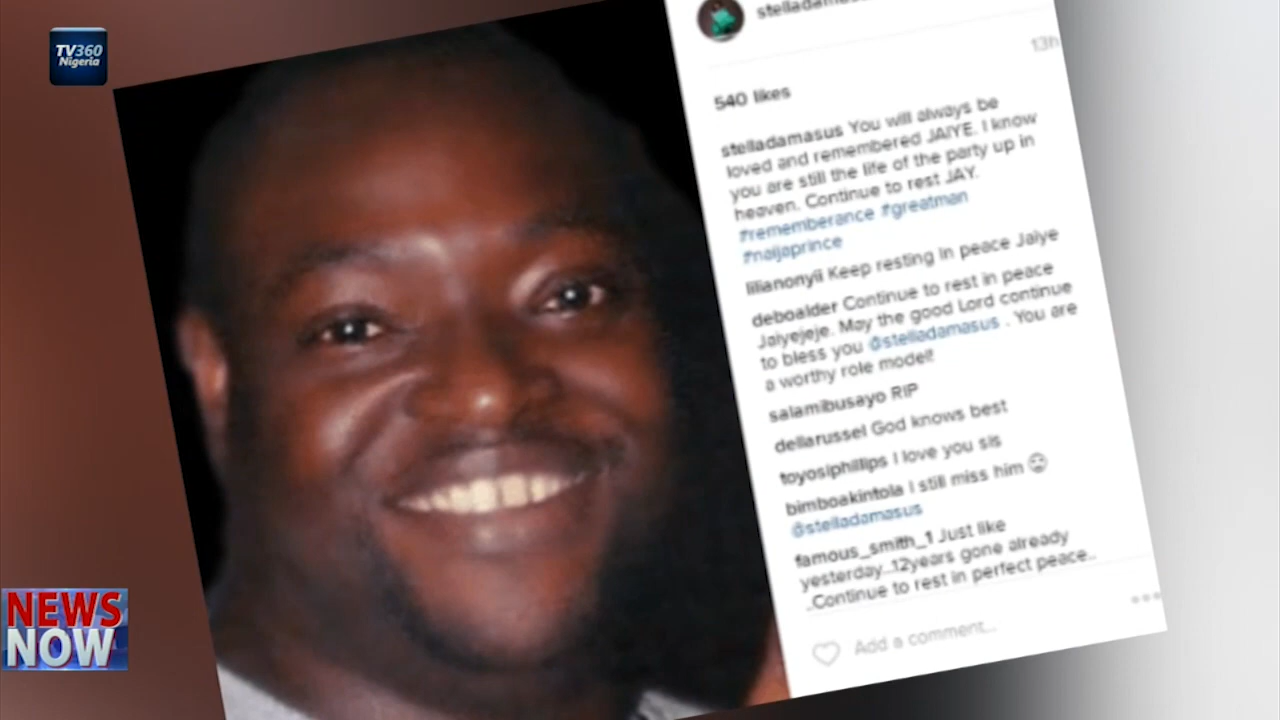 TV360
Nigeria
540 likes
13h
stelladamasus You will always be
loved and remembered JAIYE. I know
you are still the life of the party up in
heaven. Continue to rest JAY.
#rememberance #greatman
#naijaprince
lilianonyii Keep resting in peace Jaiye
deboalder Continue to rest in peace
Jaiyejeje. May the good Lord continue
to bless you @stelladamasus . You are
a worthy role model!
salamibusayo RIP
dellarussel God knows best
toyosiphillips I love you sis
bimboakintola I still miss him 😢
@stelladamasus
famous_smith_1 Just like
yesterday..12years gone already
..Continue to rest in perfect peace..
Add a comment...
NEWS
NOW